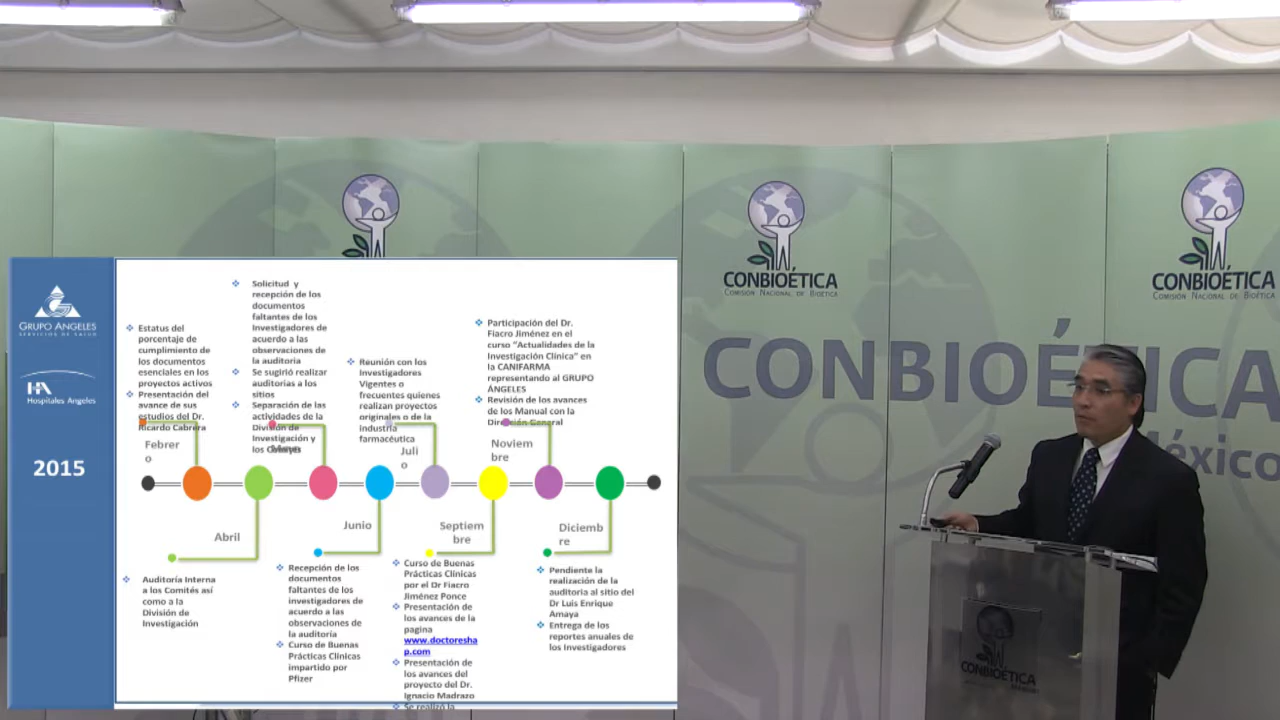 GRUPO ÁNGELES
SERVICIOS DE SALUD
HA
Hospitales Angeles
2015
Estatus del
porcentaje de
cumplimiento de
los documentos
esenciales en los
proyectos activos
Presentación del
avance de sus
estudios del Dr.
Ricardo Cabrera
Febrer
o
Solicitud y
recepción de los
documentos
faltantes de los
Investigadores de
acuerdo a las
observaciones de
la auditoria
Se sugirió realizar
auditorias a los
sitios
Separación de las
actividades de la
División de
Investigación y
los Comités
Mayo
Reunión con los
Investigadores
Vigentes o
frecuentes quienes
realizan proyectos
originales o de la
industria
farmacéutica
Juli
o
Participación del Dr.
Fiacro Jiménez en el
curso "Actualidades de la
Investigación Clínica" en
la CANIFARMA
representando al GRUPO
ÁNGELES
Revisión de los avances
de los Manual con la
Dirección General
Noviem
bre
Abril
Auditoría Interna
a los Comités así
como a la
División de
Investigación
Junio
Recepción de los
documentos
faltantes de los
investigadores de
acuerdo a las
observaciones de
la auditoría
Curso de Buenas
Prácticas Clínicas
impartido por
Pfizer
Septiem
bre
Curso de Buenas
Prácticas Clínicas
por el Dr Fiacro
Jiménez Ponce
Presentación de
los avances de la
pagina
www.doctoresha
p.com
Presentación de
los avances del
proyecto del Dr.
Ignacio Madrazo
Se realizó la
Diciemb
re
Pendiente la
realización de la
auditoria al sitio del
Dr Luis Enrique
Amaya
Entrega de los
reportes anuales de
los Investigadores
CONBIOÉTICA
COMISIÓN NACIONAL DE BIOÉTICA
CONBIOÉTICA
COMISIÓN NACIONAL DE BIOÉTICA
CONBIOÉTICA
México
CONBIOÉTICA